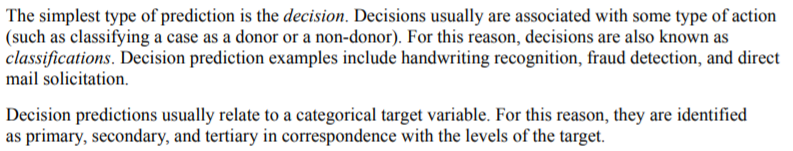 The simplest type of prediction is the decision. Decisions usually are associated with some type of action
(such as classifying a case as a donor or a non-donor). For this reason, decisions are also known as
classifications. Decision prediction examples include handwriting recognition, fraud detection, and direct
mail solicitation.
Decision predictions usually relate to a categorical target variable. For this reason, they are identified
as primary, secondary, and tertiary in correspondence with the levels of the target.